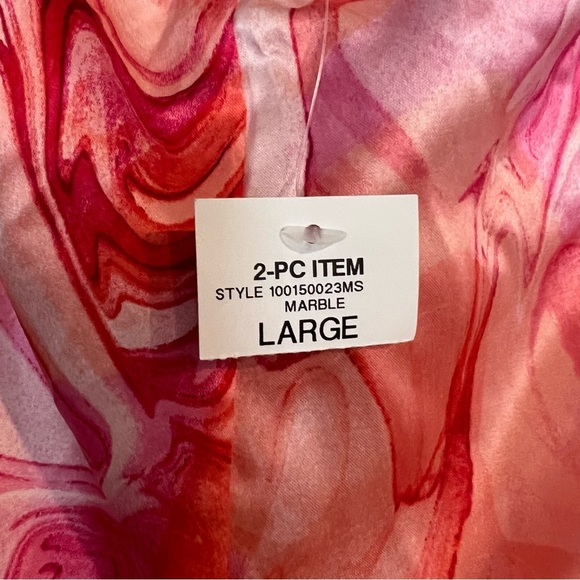 2-PC ITEM
STYLE 100150023MS
MARBLE
LARGE